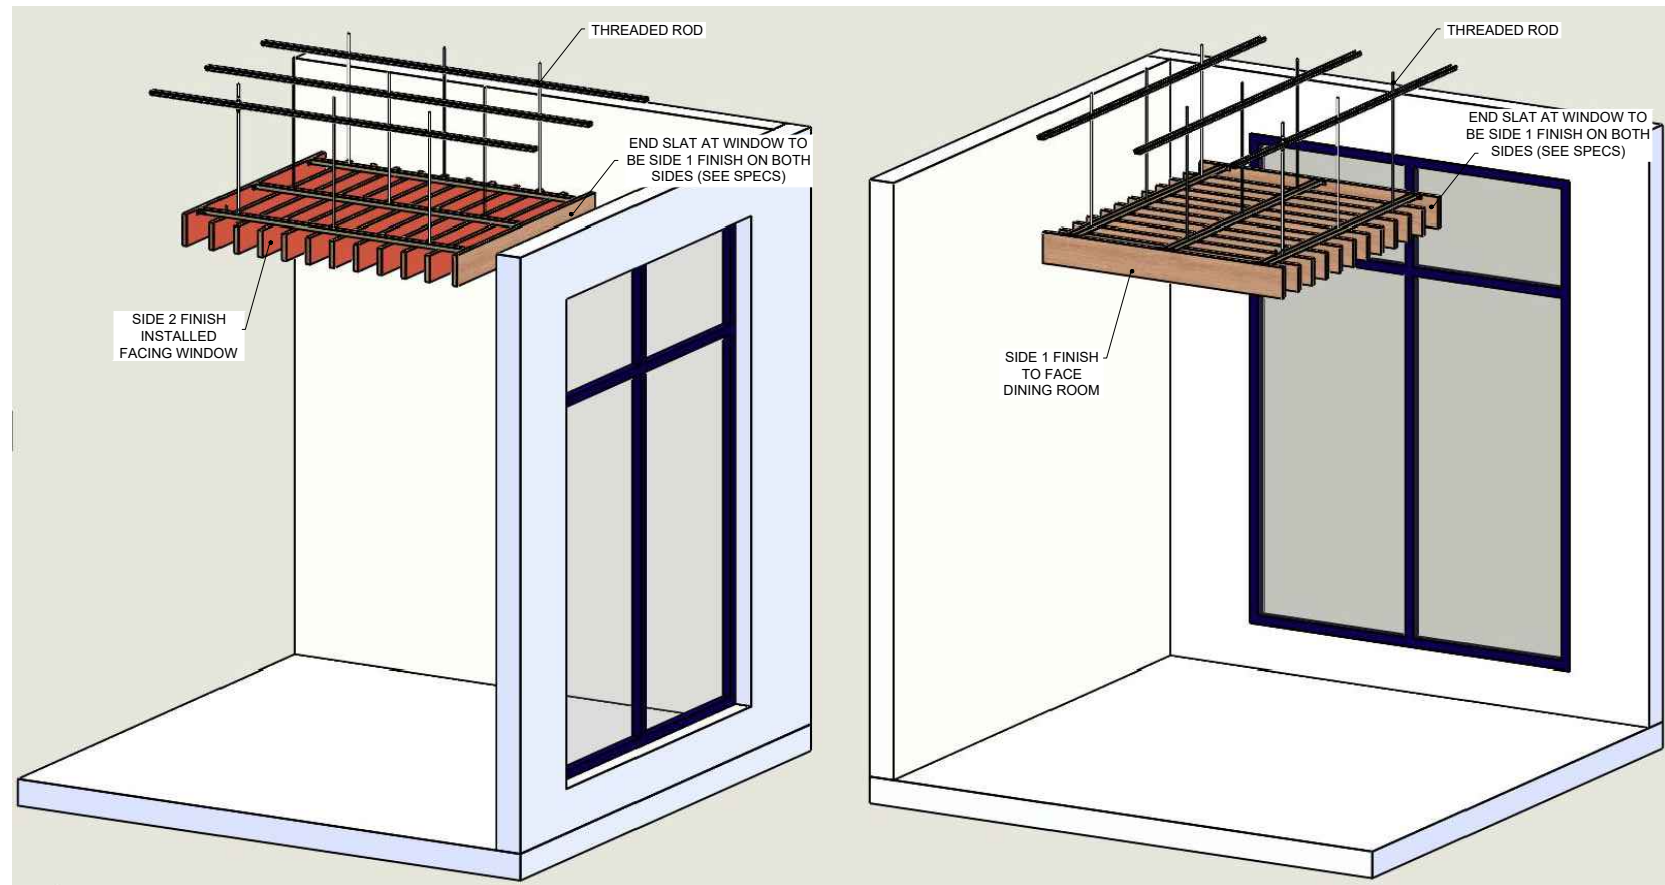 THREADED ROD
END SLAT AT WINDOW TO
BE SIDE 1 FINISH ON BOTH
SIDES (SEE SPECS)
SIDE 2 FINISH
INSTALLED
FACING WINDOW
THREADED ROD
END SLAT AT WINDOW TO
BE SIDE 1 FINISH ON BOTH
SIDES (SEE SPECS)
SIDE 1 FINISH
TO FACE
DINING ROOM